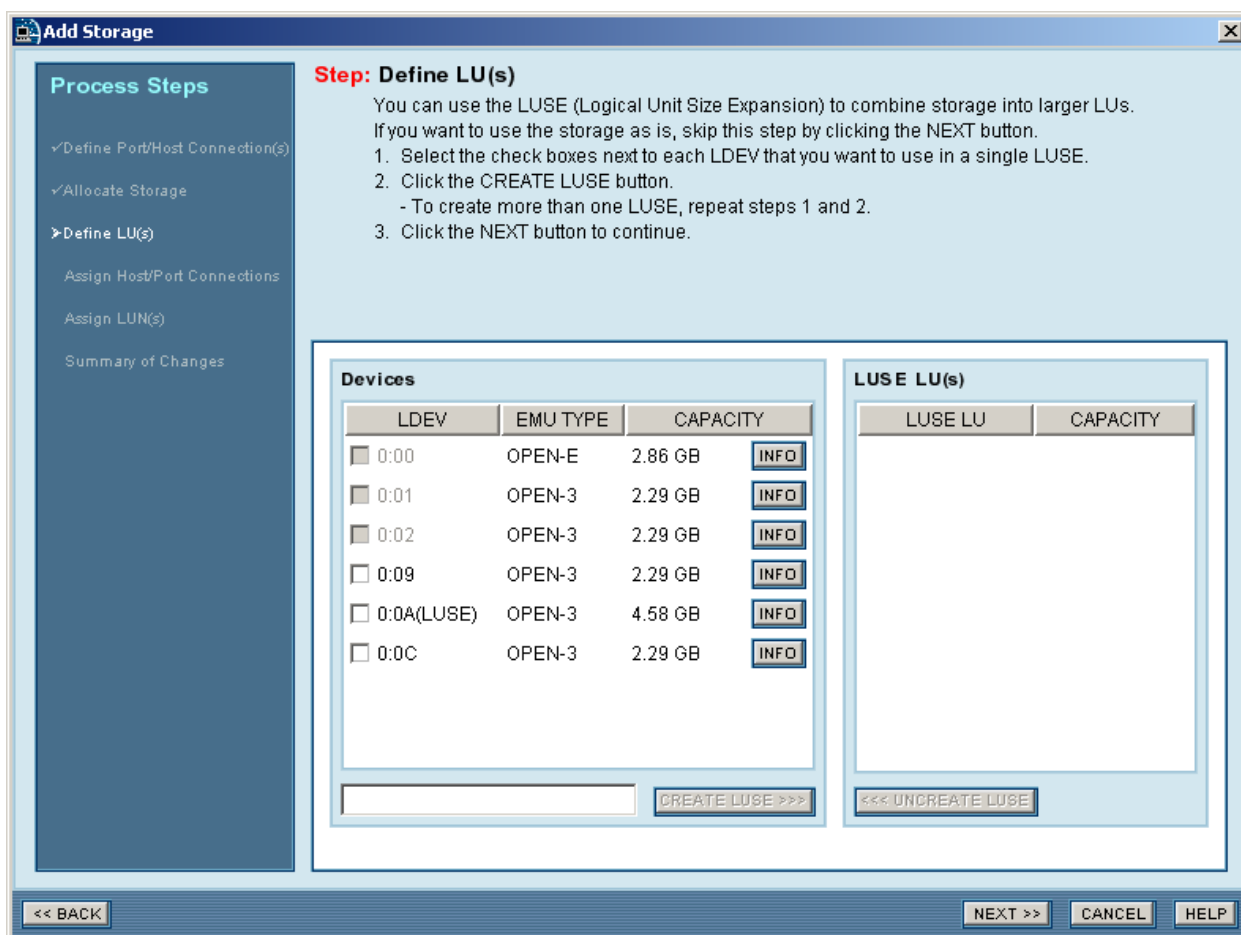 Add Storage
Process Steps
✓Define Port/Host Connection(s)
✓Allocate Storage
➢Define LU(s)
Assign Host/Port Connections
Assign LUN(s)
Summary of Changes
Step: Define LU(s)
You can use the LUSE (Logical Unit Size Expansion) to combine storage into larger LUs.
If you want to use the storage as is, skip this step by clicking the NEXT button.
1. Select the check boxes next to each LDEV that you want to use in a single LUSE.
2. Click the CREATE LUSE button.
- To create more than one LUSE, repeat steps 1 and 2.
3. Click the NEXT button to continue.
Devices
LDEV EMU TYPE CAPACITY
0:00 OPEN-E 2.86 GB INFO
0:01 OPEN-3 2.29 GB INFO
0:02 OPEN-3 2.29 GB INFO
0:09 OPEN-3 2.29 GB INFO
0:0A(LUSE) OPEN-3 4.58 GB INFO
0:0C OPEN-3 2.29 GB INFO
CREATE LUSE >>>
LUSE LU(s)
LUSE LU CAPACITY
<<< UNCREATE LUSE
<< BACK
NEXT >>
CANCEL
HELP